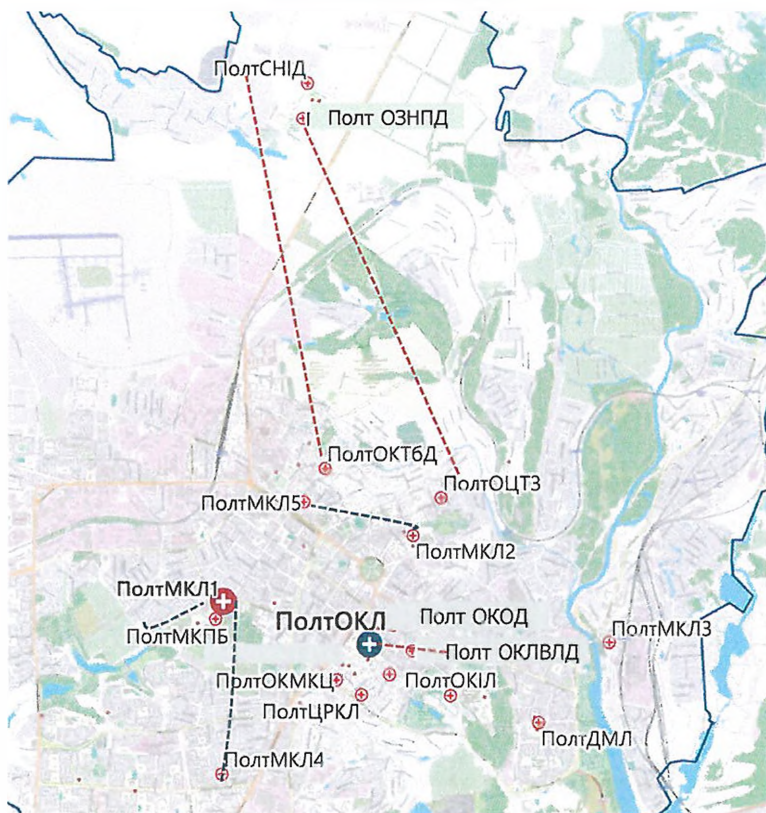 ПолтСНІД
Полт ОЗНПД
ПолтОКТбД
ПолтОЦТЗ
ПолтМКЛ5
ПолтМКЛ2
ПолтМКЛ1
ПолтОКЛ
Полт ОКОД
ПолтМКПБ
ПолтМКЛ3
Полт ОКЛВЛД
ПолтОКМКЦ
ПолтОКІЛ
ПолтЦРКЛ
ПолтДМЛ
ПолтМКЛ4